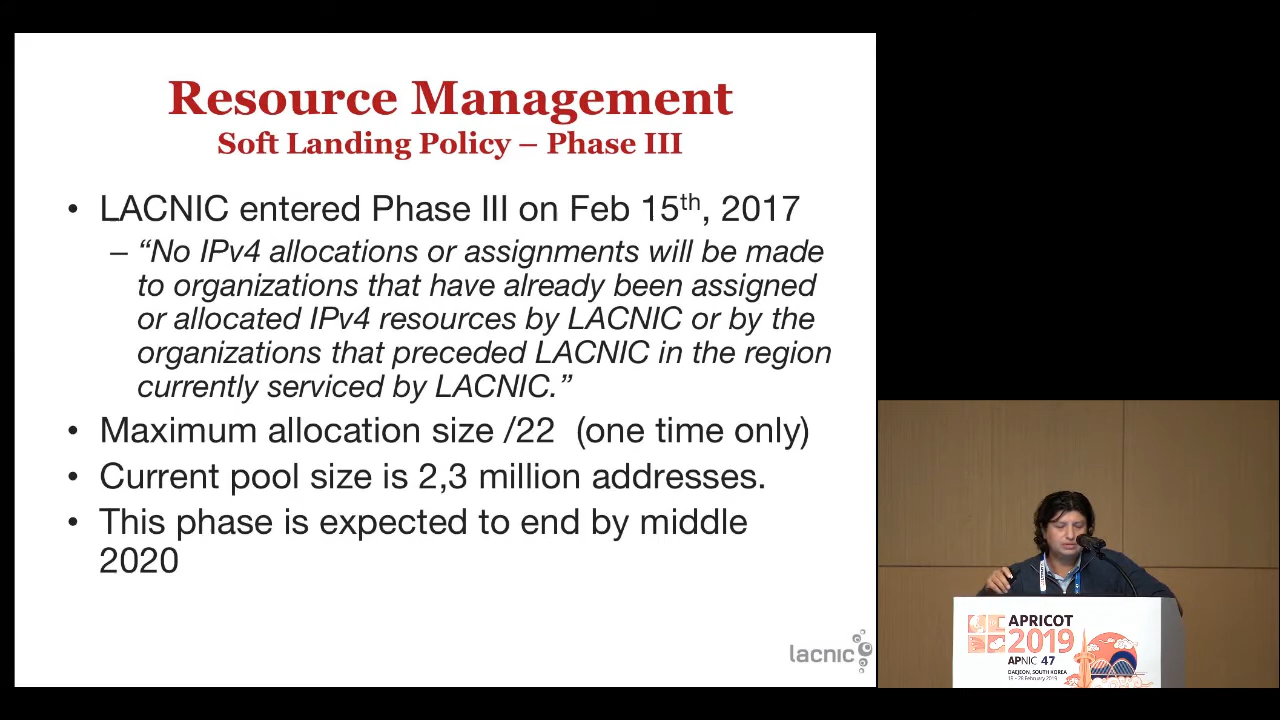 Resource Management
Soft Landing Policy – Phase III
• LACNIC entered Phase III on Feb 15th, 2017
– “No IPv4 allocations or assignments will be made
to organizations that have already been assigned
or allocated IPv4 resources by LACNIC or by the
organizations that preceded LACNIC in the region
currently serviced by LACNIC.”
• Maximum allocation size /22 (one time only)
• Current pool size is 2,3 million addresses.
• This phase is expected to end by middle
2020
lacnic
APRICOT
2019
APNIC 47
DAEJEON, SOUTH KOREA